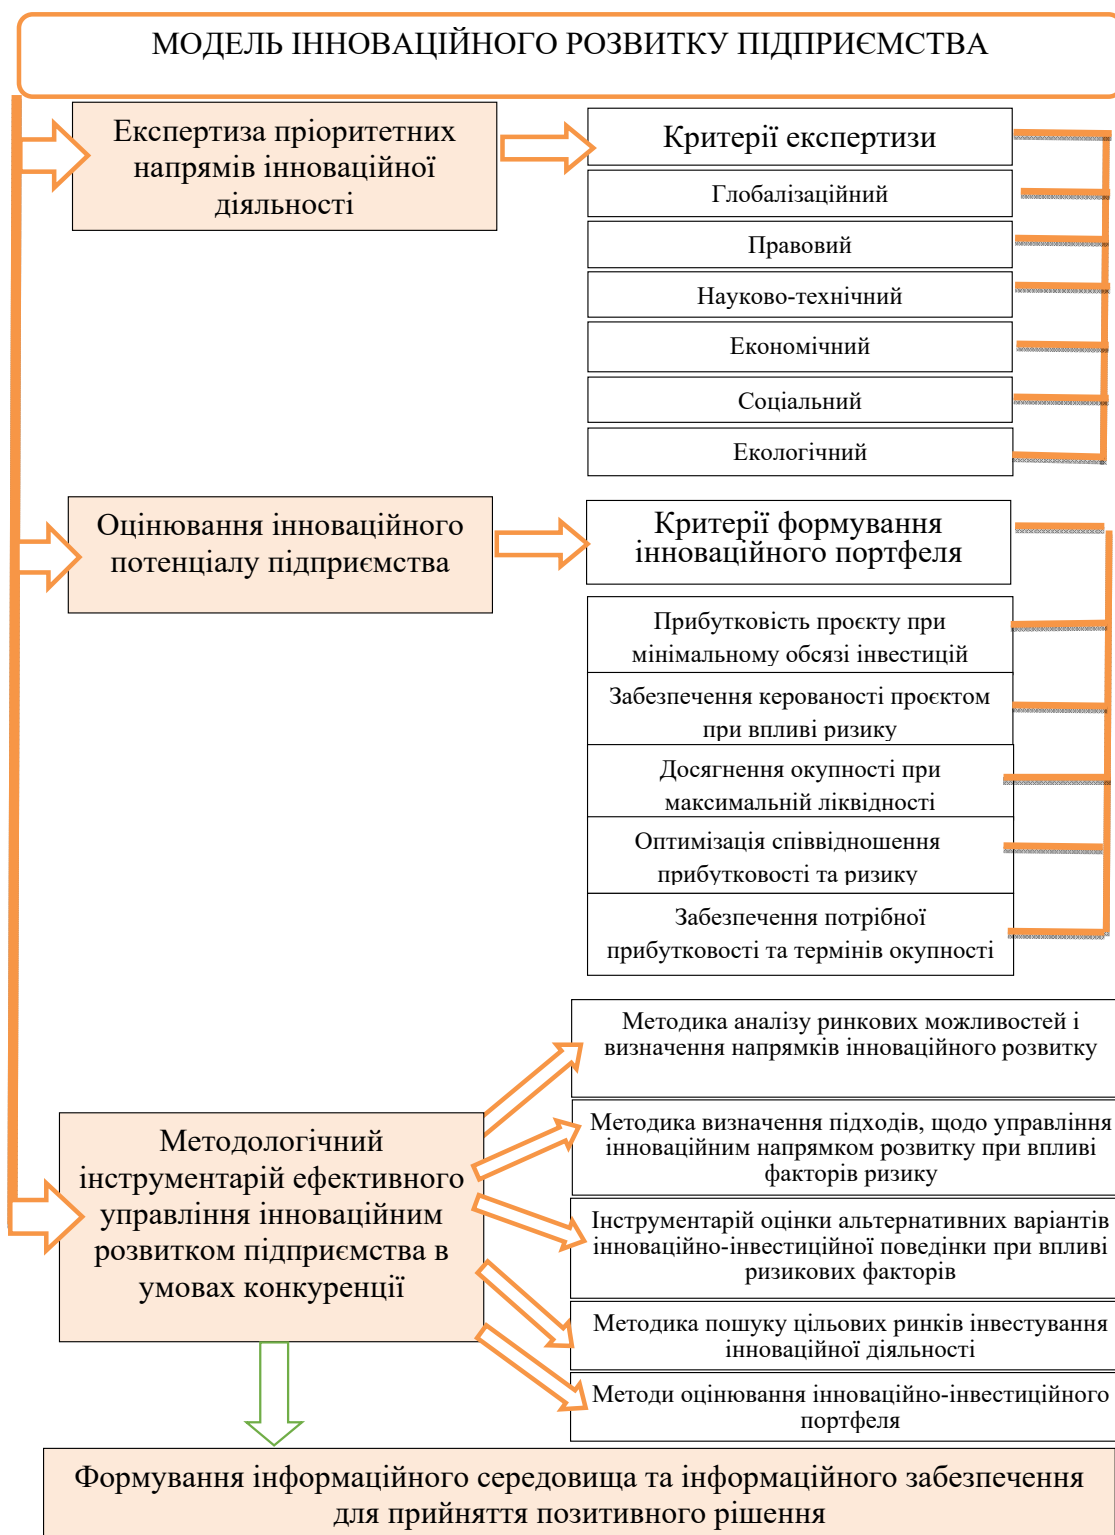 МОДЕЛЬ ІННОВАЦІЙНОГО РОЗВИТКУ ПІДПРИЄМСТВА
Експертиза пріоритетних
напрямів інноваційної
діяльності
Критерії експертизи
Глобалізаційний
Правовий
Науково-технічний
Економічний
Соціальний
Екологічний
Оцінювання інноваційного
потенціалу підприємства
Критерії формування
інноваційного портфеля
Прибутковість проєкту при
мінімальному обсязі інвестицій
Забезпечення керованості проєктом
при впливі ризику
Досягнення окупності при
максимальній ліквідності
Оптимізація співвідношення
прибутковості та ризику
Забезпечення потрібної
прибутковості та термінів окупності
Методологічний
інструментарій ефективного
управління інноваційним
розвитком підприємства в
умовах конкуренції
Методика аналізу ринкових можливостей і
визначення напрямків інноваційного розвитку
Методика визначення підходів, щодо управління
інноваційним напрямком розвитку при впливі
факторів ризику
Інструментарій оцінки альтернативних варіантів
інноваційно-інвестиційної поведінки при впливі
ризикових факторів
Методика пошуку цільових ринків інвестування
інноваційної діяльності
Методи оцінювання інноваційно-інвестиційного
портфеля
Формування інформаційного середовища та інформаційного забезпечення
для прийняття позитивного рішення